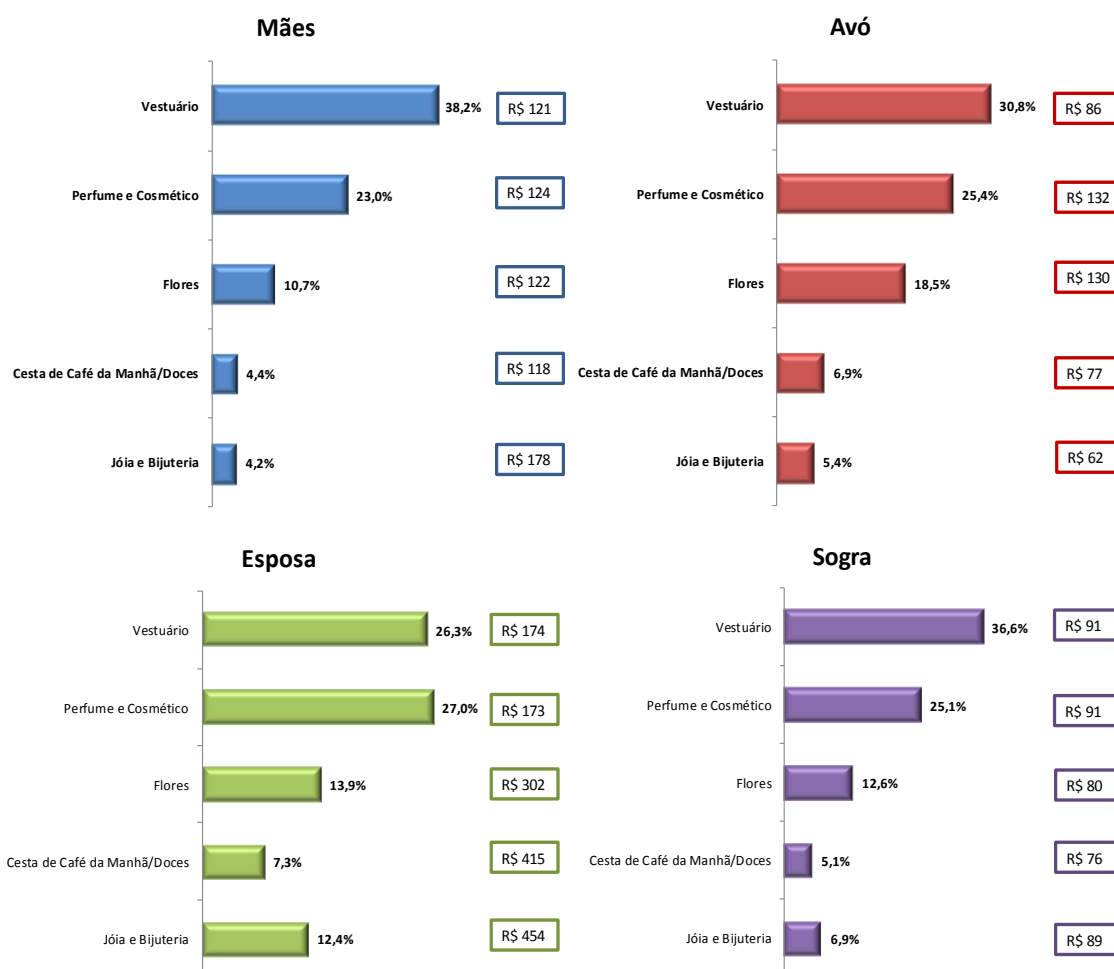 Mães
Vestuário 38,2% R$ 121
Perfume e Cosmético 23,0% R$ 124
Flores 10,7% R$ 122
Cesta de Café da Manhã/Doces 4,4% R$ 118
Jóia e Bijuteria 4,2% R$ 178
Avó
Vestuário 30,8% R$ 86
Perfume e Cosmético 25,4% R$ 132
Flores 18,5% R$ 130
Cesta de Café da Manhã/Doces 6,9% R$ 77
Jóia e Bijuteria 5,4% R$ 62
Esposa
Vestuário 26,3% R$ 174
Perfume e Cosmético 27,0% R$ 173
Flores 13,9% R$ 302
Cesta de Café da Manhã/Doces 7,3% R$ 415
Jóia e Bijuteria 12,4% R$ 454
Sogra
Vestuário 36,6% R$ 91
Perfume e Cosmético 25,1% R$ 91
Flores 12,6% R$ 80
Cesta de Café da Manhã/Doces 5,1% R$ 76
Jóia e Bijuteria 6,9% R$ 89